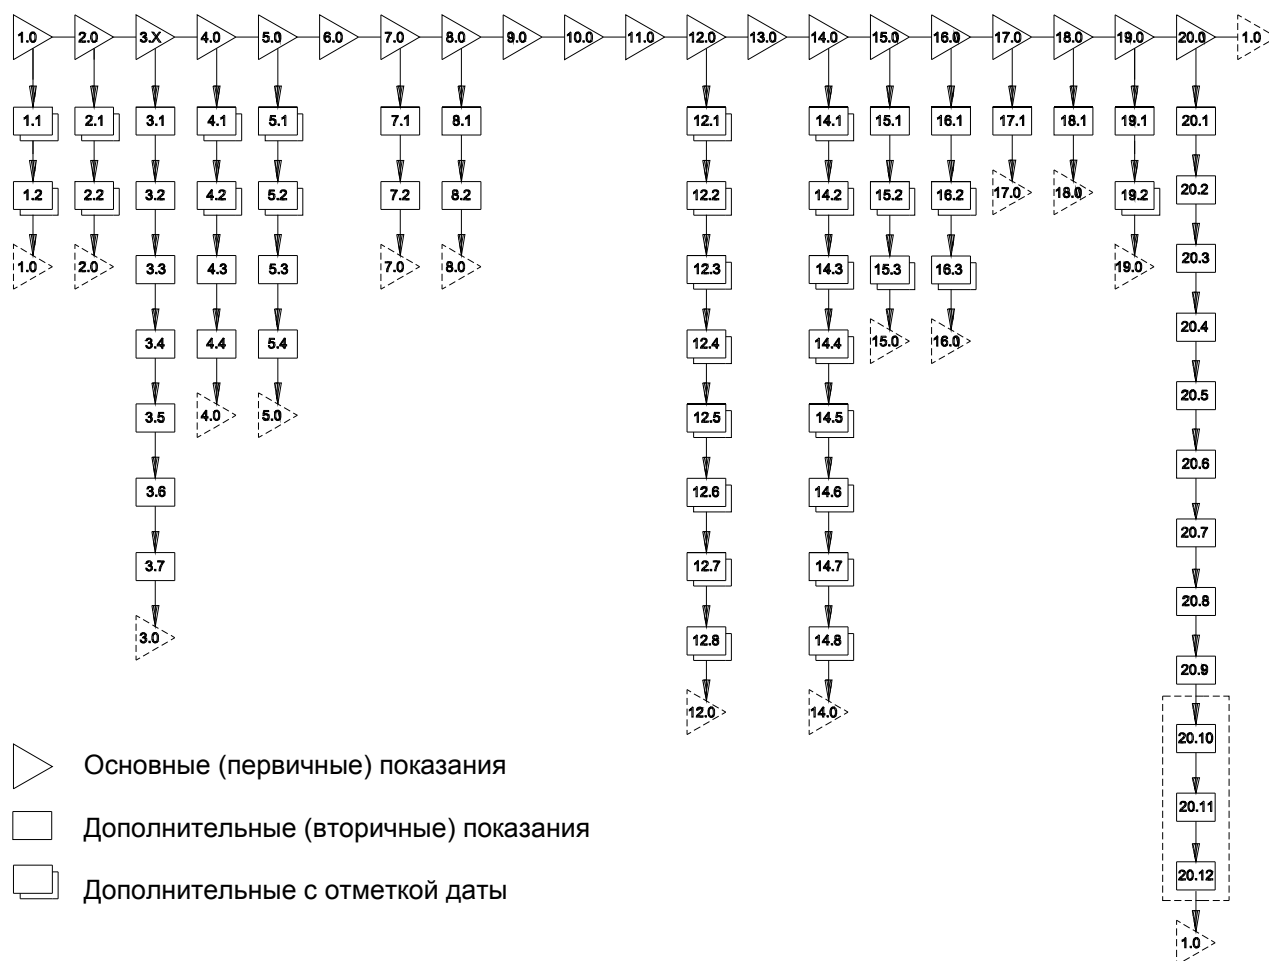 1.0 2.0 3.X 4.0 5.0 6.0 7.0 8.0 9.0 10.0 11.0 12.0 13.0 14.0 15.0 16.0 17.0 18.0 19.0 20.0 1.0
1.1 2.1 3.1 4.1 5.1 7.1 8.1 12.1 14.1 15.1 16.1 17.1 18.1 19.1 20.1
1.2 2.2 3.2 4.2 5.2 7.2 8.2 12.2 14.2 15.2 16.2 17.0 18.0 19.2 20.2
1.0 2.0 3.3 4.3 5.3 7.0 8.0 12.3 14.3 15.3 16.3 19.0 20.3
3.4 4.4 5.4 12.4 14.4 15.0 16.0 20.4
3.5 4.0 5.0 12.5 14.5 20.5
3.6 12.6 14.6 20.6
3.7 12.7 14.7 20.7
3.0 12.8 14.8 20.8
20.9
12.0 14.0
20.10
Основные (первичные) показания
20.11
Дополнительные (вторичные) показания
20.12
Дополнительные с отметкой даты
1.0